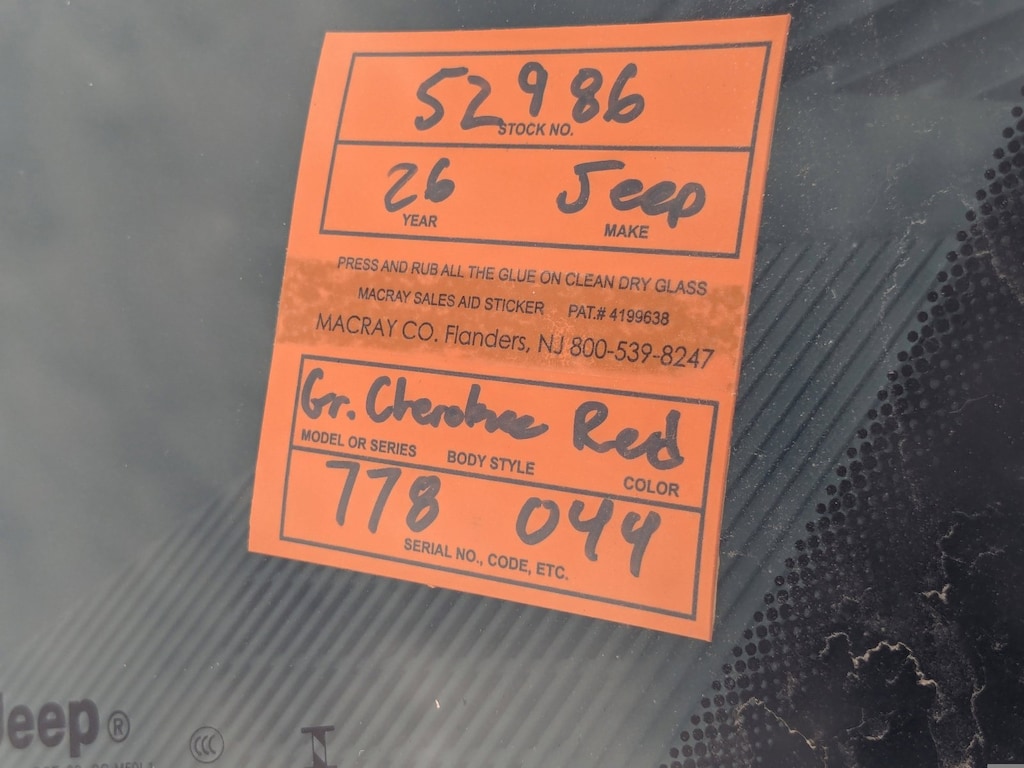 52986
STOCK NO.
26 Jeep
YEAR MAKE
PRESS AND RUB ALL THE GLUE ON CLEAN DRY GLASS
MACRAY SALES AID STICKER PAT.# 4199638
MACRAY CO. Flanders, NJ 800-539-8247
Gr. Cherokee Red
MODEL OR SERIES BODY STYLE COLOR
778 044
SERIAL NO., CODE, ETC.
Jeep®
CCC